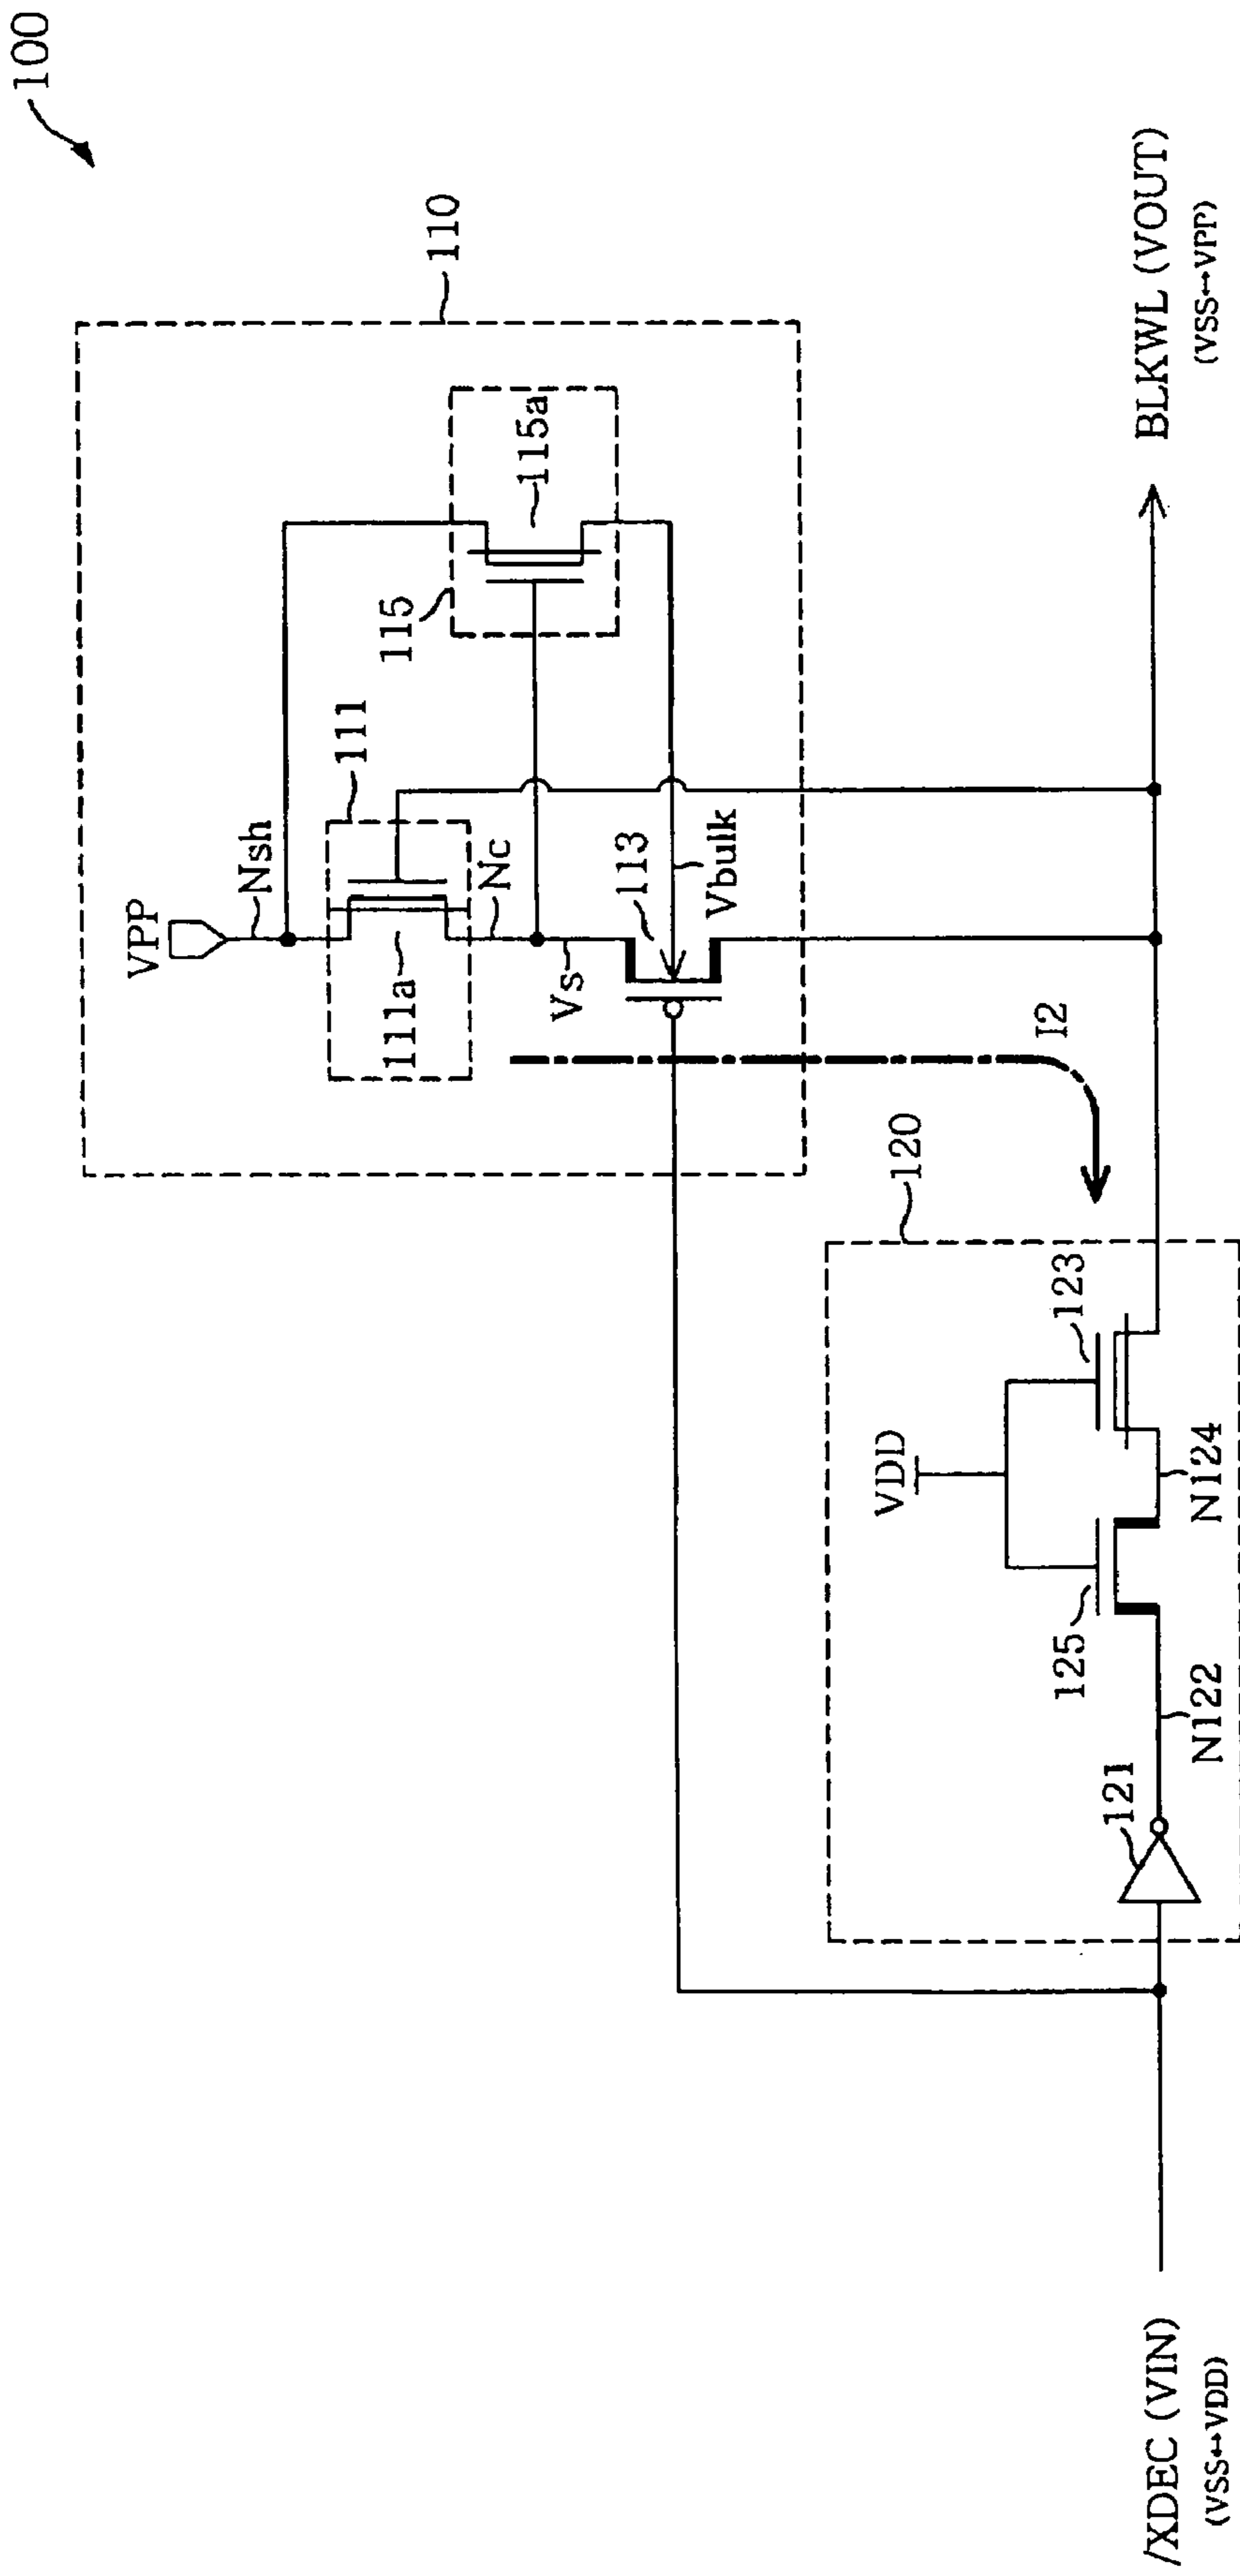 100
110
VPP
Nsh
111
111a
Nc
115
115a
Vs
113
Vbulk
I2
120
VDD
123
125
N124
121
N122
BLKWL (VOUT)
(VSS↔VPP)
/XDEC (VIN)
(VSS↔VDD)